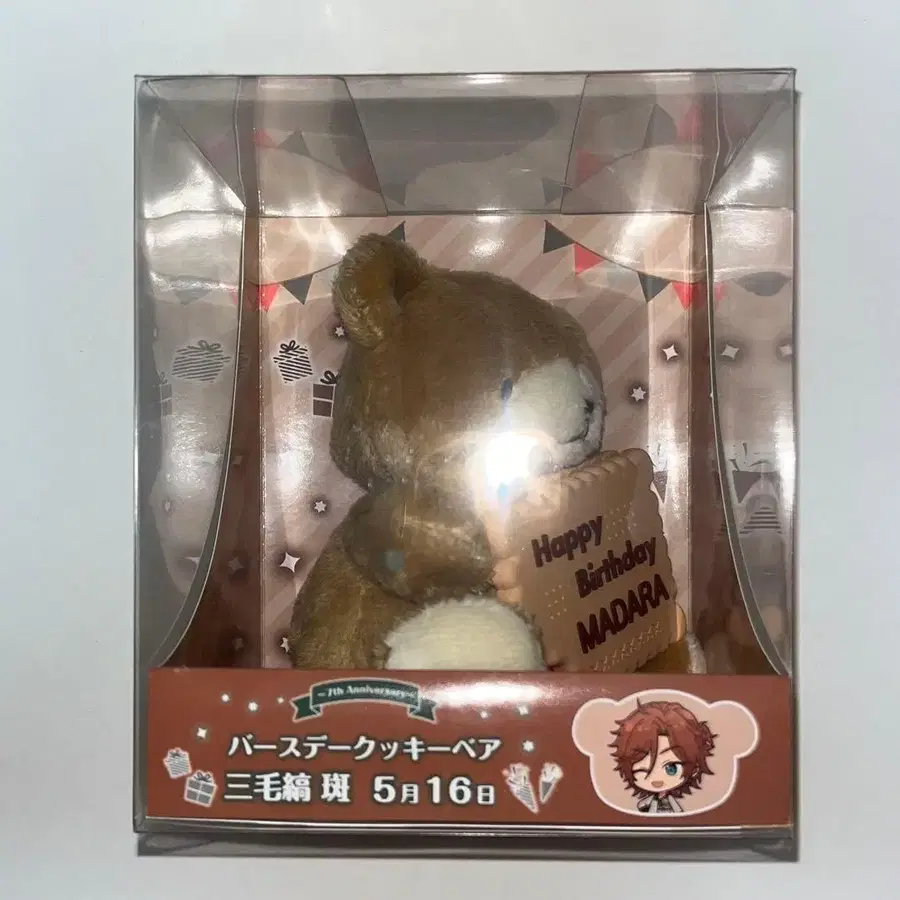 Happy
Birthday
MADARA
~7th Anniversary~
バースデークッキーベア
三毛縞 斑 5月16日